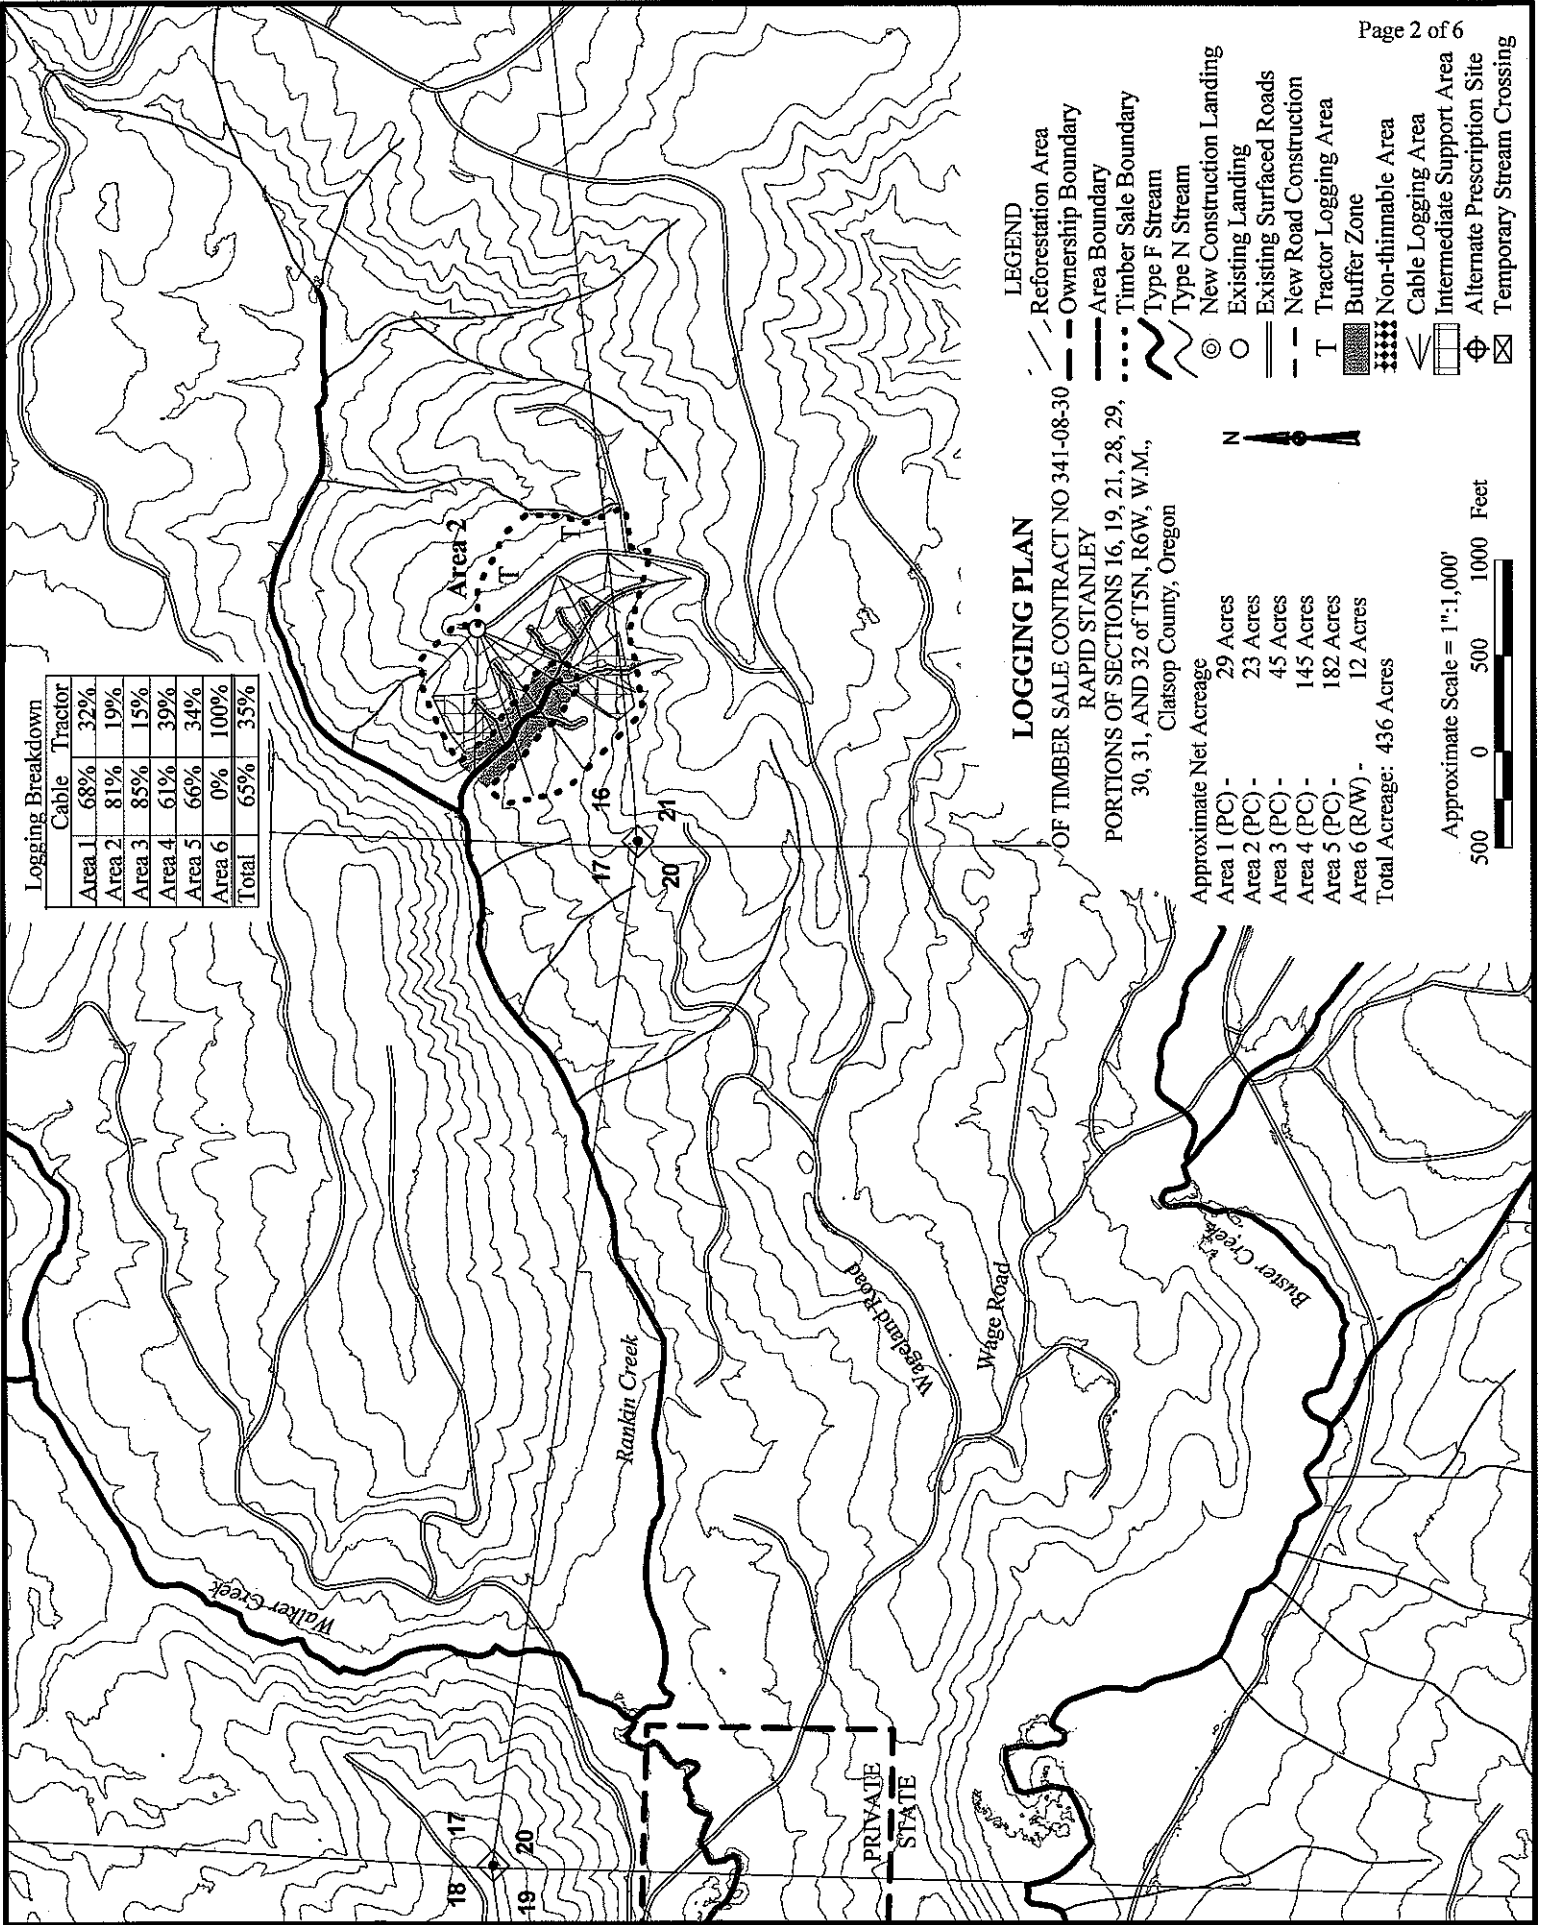 Page 2 of 6
Logging Breakdown
Cable Tractor
Area 1 68% 32%
Area 2 81% 19%
Area 3 85% 15%
Area 4 61% 39%
Area 5 66% 34%
Area 6 0% 100%
Total 65% 35%
Area 2
T
T
16
17
20
21
18
17
19
20
Walker Creek
Rankin Creek
Wageland Road
Wage Road
Buster Creek
PRIVATE
STATE
LOGGING PLAN
OF TIMBER SALE CONTRACT NO 341-08-30
RAPID STANLEY
PORTIONS OF SECTIONS 16, 19, 21, 28, 29,
30, 31, AND 32 of T5N, R6W, W.M.,
Clatsop County, Oregon
Approximate Net Acreage
Area 1 (PC) - 29 Acres
Area 2 (PC) - 23 Acres
Area 3 (PC) - 45 Acres
Area 4 (PC) - 145 Acres
Area 5 (PC) - 182 Acres
Area 6 (R/W) - 12 Acres
Total Acreage: 436 Acres
N
Approximate Scale = 1":1,000'
500 0 500 1000 Feet
LEGEND
Reforestation Area
Ownership Boundary
Area Boundary
Timber Sale Boundary
Type F Stream
Type N Stream
New Construction Landing
Existing Landing
Existing Surfaced Roads
New Road Construction
T Tractor Logging Area
Buffer Zone
Non-thinnable Area
Cable Logging Area
Intermediate Support Area
Alternate Prescription Site
Temporary Stream Crossing